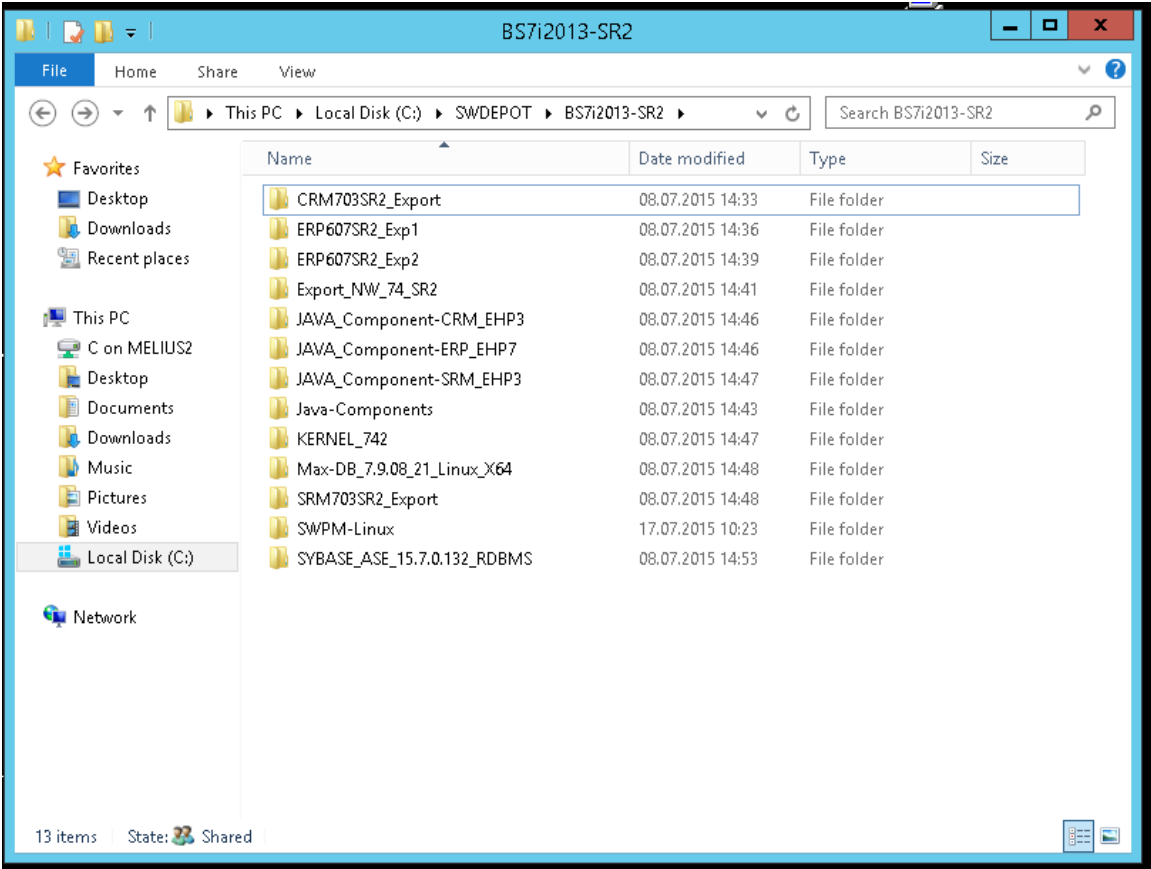 BS7i2013-SR2
File Home Share View
This PC Local Disk (C:) SWDEPOT BS7i2013-SR2
Search BS7i2013-SR2
Favorites
Desktop
Downloads
Recent places
This PC
C on MELIUS2
Desktop
Documents
Downloads
Music
Pictures
Videos
Local Disk (C:)
Network
Name Date modified Type Size
CRM703SR2_Export 08.07.2015 14:33 File folder
ERP607SR2_Exp1 08.07.2015 14:36 File folder
ERP607SR2_Exp2 08.07.2015 14:39 File folder
Export_NW_74_SR2 08.07.2015 14:41 File folder
JAVA_Component-CRM_EHP3 08.07.2015 14:46 File folder
JAVA_Component-ERP_EHP7 08.07.2015 14:46 File folder
JAVA_Component-SRM_EHP3 08.07.2015 14:47 File folder
Java-Components 08.07.2015 14:43 File folder
KERNEL_742 08.07.2015 14:47 File folder
Max-DB_7.9.08_21_Linux_X64 08.07.2015 14:48 File folder
SRM703SR2_Export 08.07.2015 14:48 File folder
SWPM-Linux 17.07.2015 10:23 File folder
SYBASE_ASE_15.7.0.132_RDBMS 08.07.2015 14:53 File folder
13 items State: Shared